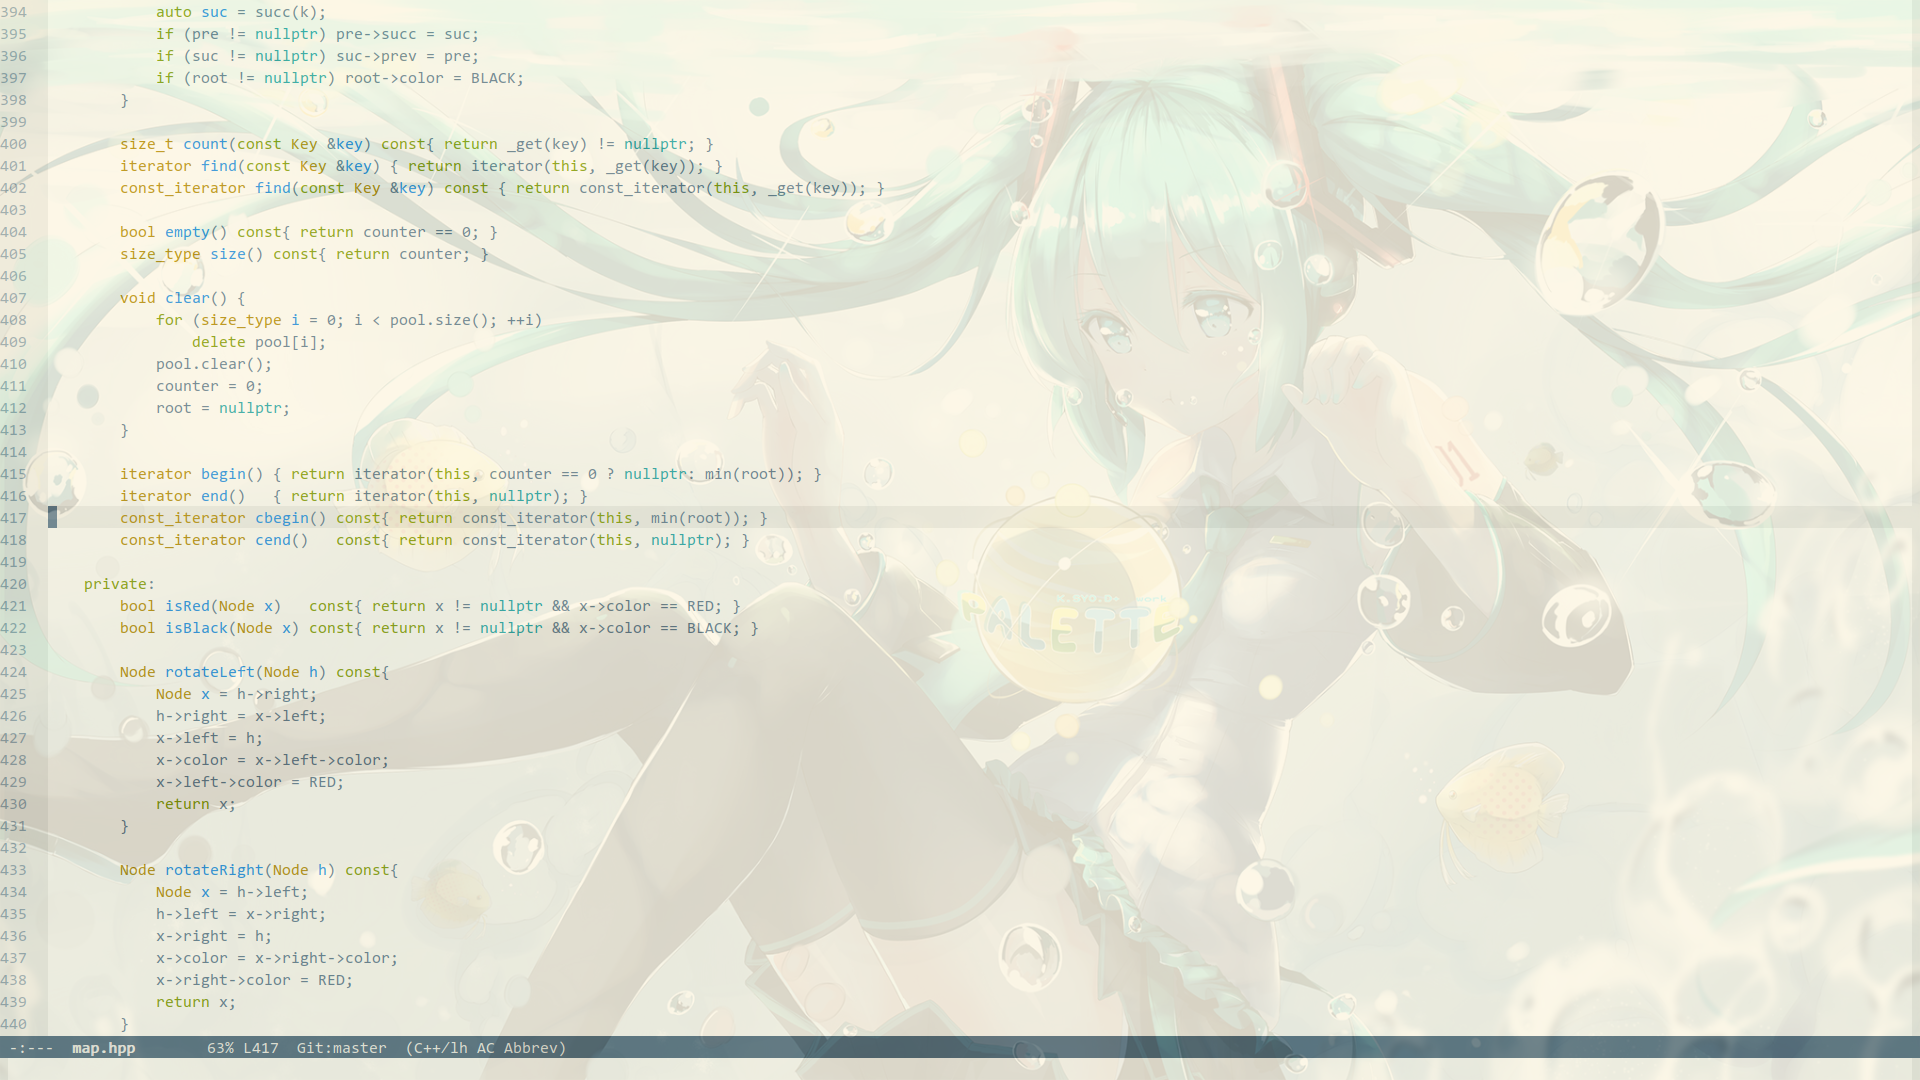 394             auto suc = succ(k);
395             if (pre != nullptr) pre->succ = suc;
396             if (suc != nullptr) suc->prev = pre;
397             if (root != nullptr) root->color = BLACK;
398         }
399
400         size_t count(const Key &key) const{ return _get(key) != nullptr; }
401         iterator find(const Key &key) { return iterator(this, _get(key)); }
402         const_iterator find(const Key &key) const { return const_iterator(this, _get(key)); }
403
404         bool empty() const{ return counter == 0; }
405         size_type size() const{ return counter; }
406
407         void clear() {
408             for (size_type i = 0; i < pool.size(); ++i)
409                 delete pool[i];
410             pool.clear();
411             counter = 0;
412             root = nullptr;
413         }
414
415         iterator begin() { return iterator(this, counter == 0 ? nullptr: min(root)); }
416         iterator end()   { return iterator(this, nullptr); }
417         const_iterator cbegin() const{ return const_iterator(this, min(root)); }
418         const_iterator cend()   const{ return const_iterator(this, nullptr); }
419
420     private:
421         bool isRed(Node x)   const{ return x != nullptr && x->color == RED; }
422         bool isBlack(Node x) const{ return x != nullptr && x->color == BLACK; }
423
424         Node rotateLeft(Node h) const{
425             Node x = h->right;
426             h->right = x->left;
427             x->left = h;
428             x->color = x->left->color;
429             x->left->color = RED;
430             return x;
431         }
432
433         Node rotateRight(Node h) const{
434             Node x = h->left;
435             h->left = x->right;
436             x->right = h;
437             x->color = x->right->color;
438             x->right->color = RED;
439             return x;
440         }
-:---  map.hpp        63% L417  Git:master  (C++/lh AC Abbrev)
PALETTE
01